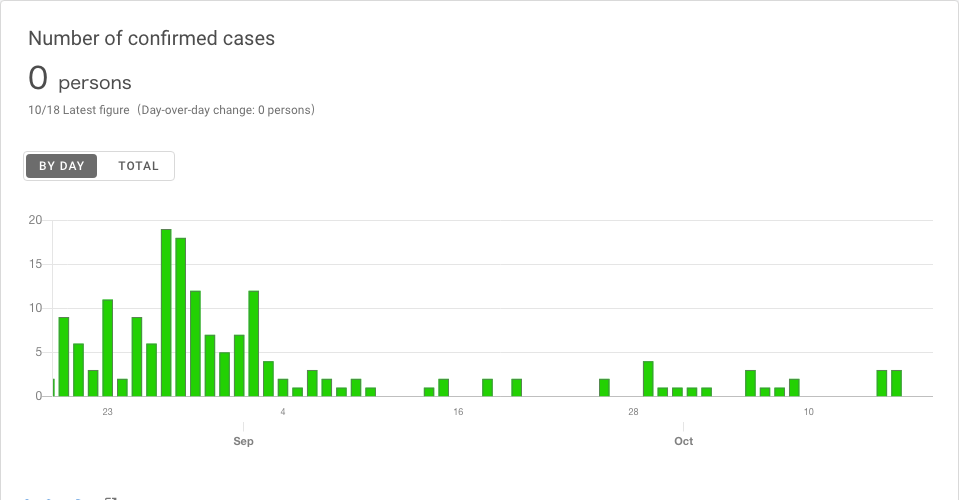 Number of confirmed cases
0 persons
10/18 Latest figure（Day-over-day change: 0 persons）
BY DAY TOTAL
20
15
10
5
0
23 4 16 28 10
Sep Oct